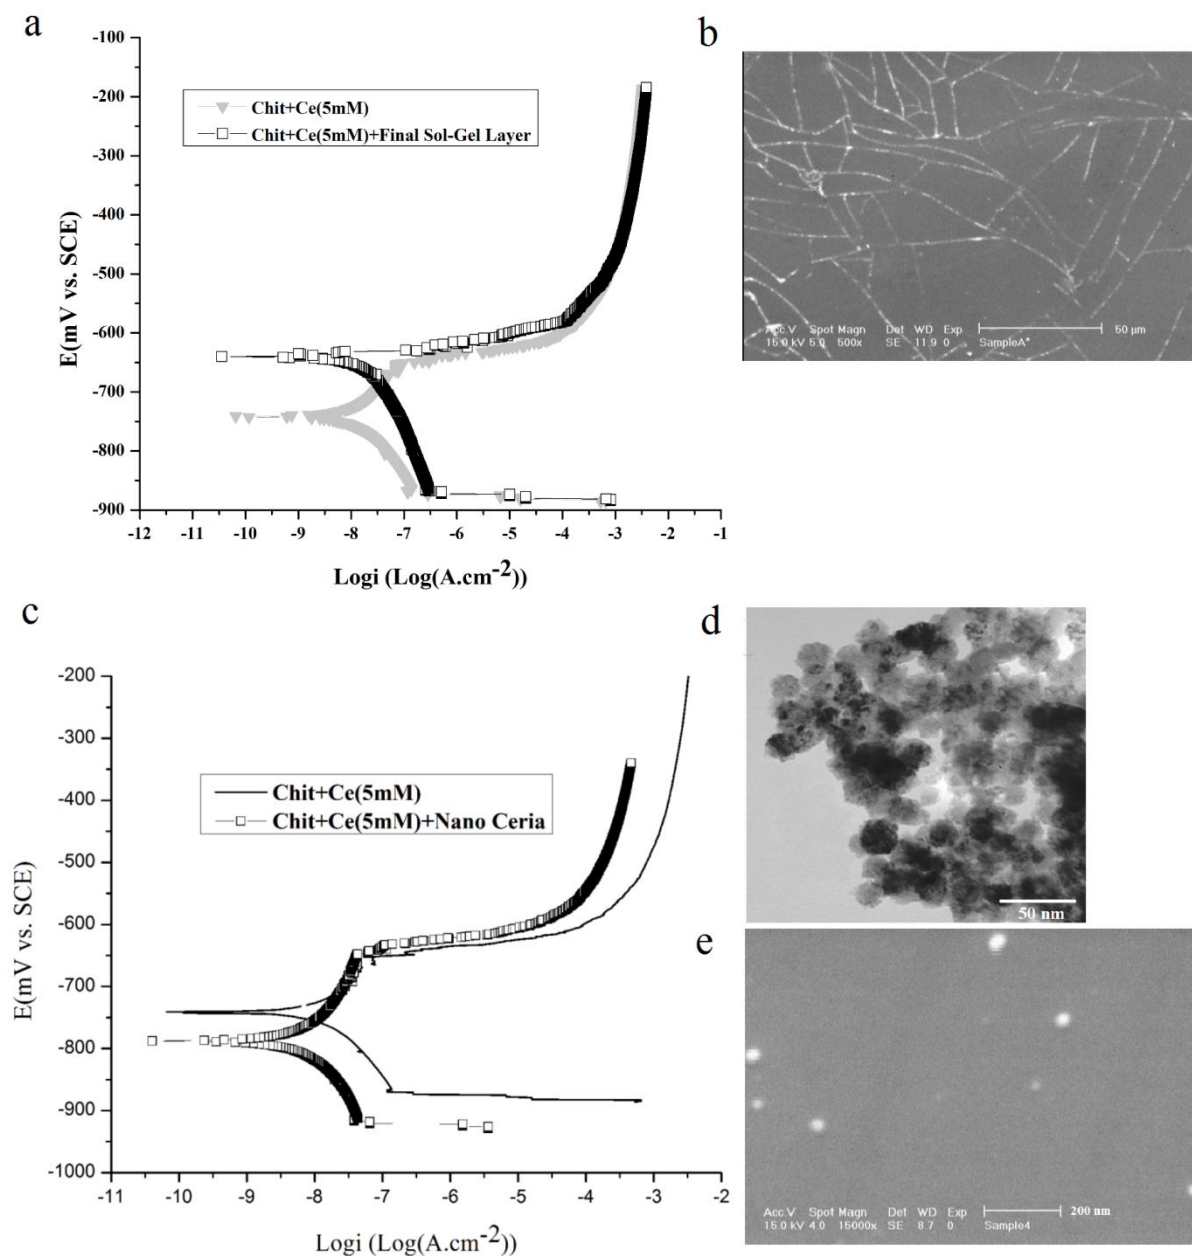 a
-100
-200
-300
-400
-500
-600
-700
-800
-900
E(mV vs. SCE)
Chit+Ce(5mM)
Chit+Ce(5mM)+Final Sol-Gel Layer
-12 -11 -10 -9 -8 -7 -6 -5 -4 -3 -2 -1
Logi (Log(A.cm-2))
b
Acc.V Spot Magn Det WD Exp 50 µm
15.0 kV 5.0 500x SE 11.9 0 SampleA*
c
-200
-300
-400
-500
-600
-700
-800
-900
-1000
E(mV vs. SCE)
Chit+Ce(5mM)
Chit+Ce(5mM)+Nano Ceria
-11 -10 -9 -8 -7 -6 -5 -4 -3 -2
Logi (Log(A.cm-2))
d
50 nm
e
Acc.V Spot Magn Det WD Exp 200 nm
15.0 kV 4.0 15000x SE 8.7 0 Sample4